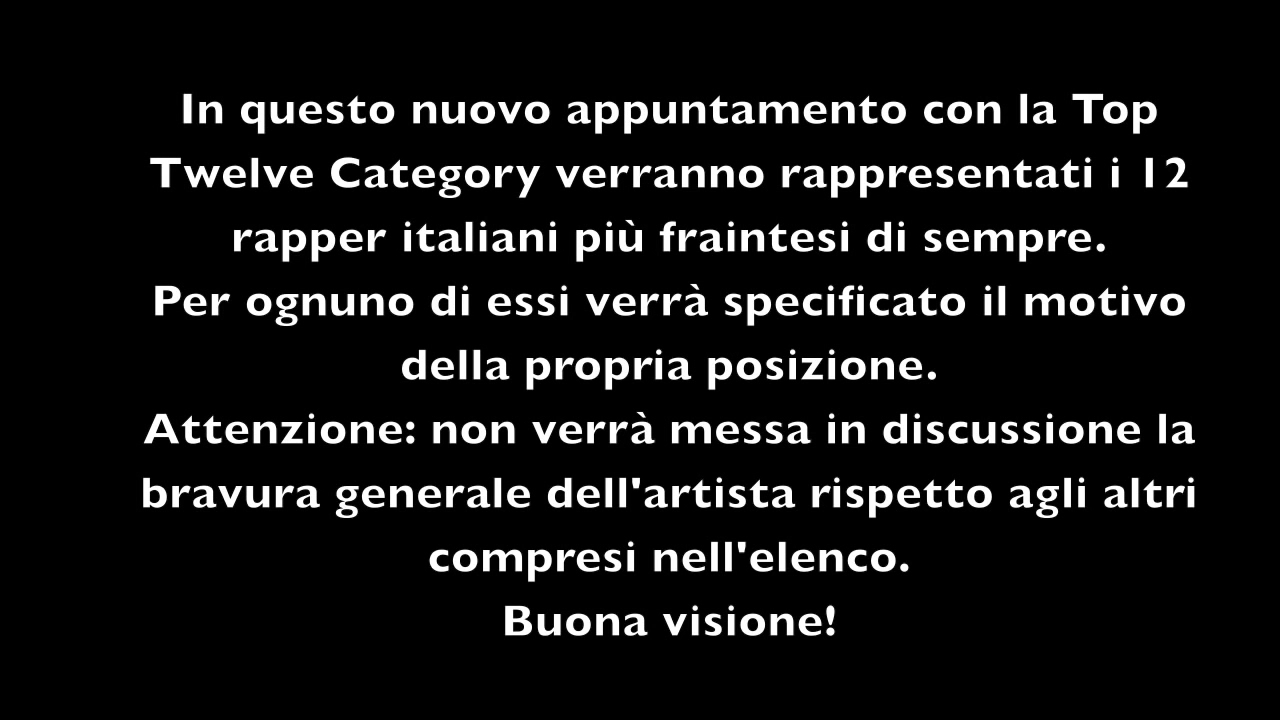 In questo nuovo appuntamento con la Top
Twelve Category verranno rappresentati i 12
rapper italiani più fraintesi di sempre.
Per ognuno di essi verrà specificato il motivo
della propria posizione.
Attenzione: non verrà messa in discussione la
bravura generale dell'artista rispetto agli altri
compresi nell'elenco.
Buona visione!